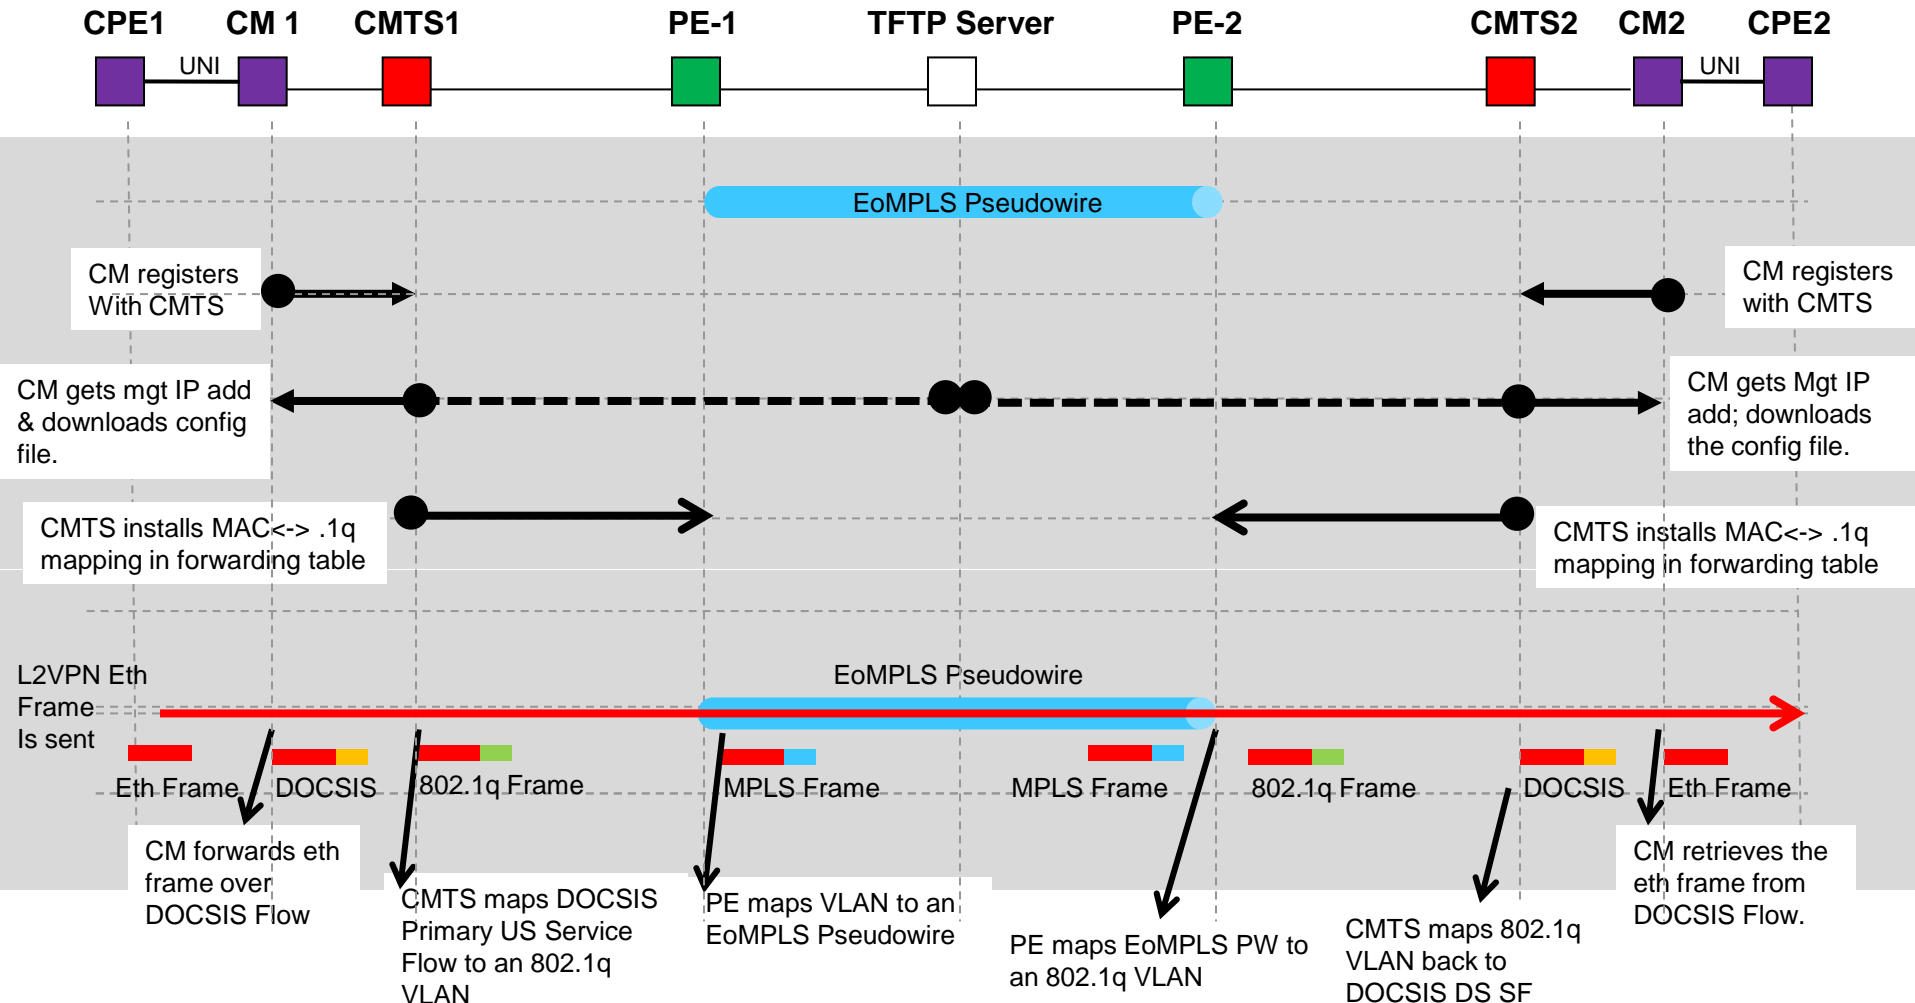 CPE1
CM 1
CMTS1
PE-1
TFTP Server
PE-2
CMTS2
CM2
CPE2
UNI
UNI
EoMPLS Pseudowire
CM registers
With CMTS
CM registers
with CMTS
CM gets mgt IP add
& downloads config
file.
CM gets Mgt IP
add; downloads
the config file.
CMTS installs MAC<-> .1q
mapping in forwarding table
CMTS installs MAC<-> .1q
mapping in forwarding table
L2VPN Eth
Frame
Is sent
EoMPLS Pseudowire
Eth Frame
DOCSIS
802.1q Frame
MPLS Frame
MPLS Frame
802.1q Frame
DOCSIS
Eth Frame
CM forwards eth
frame over
DOCSIS Flow
CMTS maps DOCSIS
Primary US Service
Flow to an 802.1q
VLAN
PE maps VLAN to an
EoMPLS Pseudowire
PE maps EoMPLS PW to
an 802.1q VLAN
CMTS maps 802.1q
VLAN back to
DOCSIS DS SF
CM retrieves the
eth frame from
DOCSIS Flow.